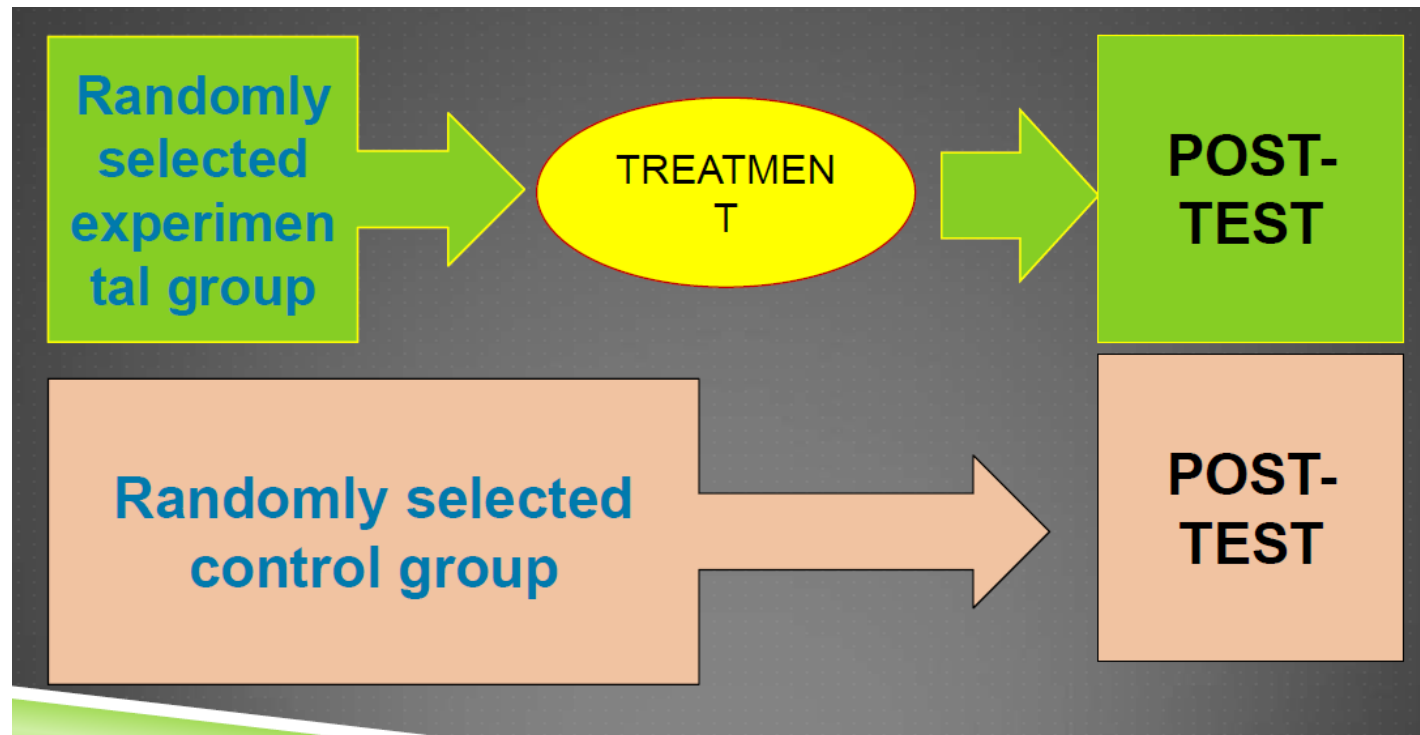 Randomly
selected
experimen
tal group
TREATMEN
T
POST-
TEST
Randomly selected
control group
POST-
TEST